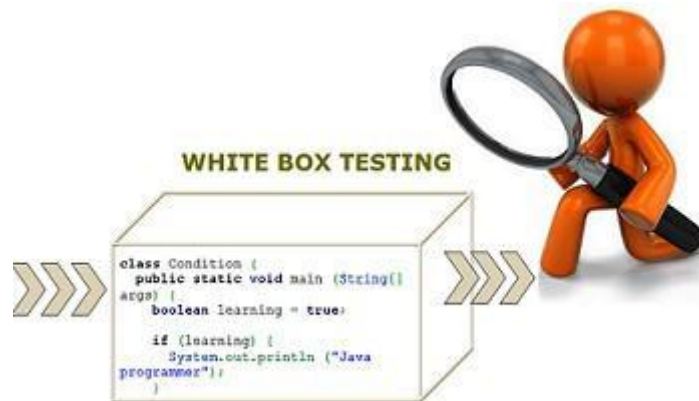 WHITE BOX TESTING
class Condition {
public static void main (String[]
args) {
boolean learning = true;
if (learning) {
System.out.println ("Java
programmer");
}